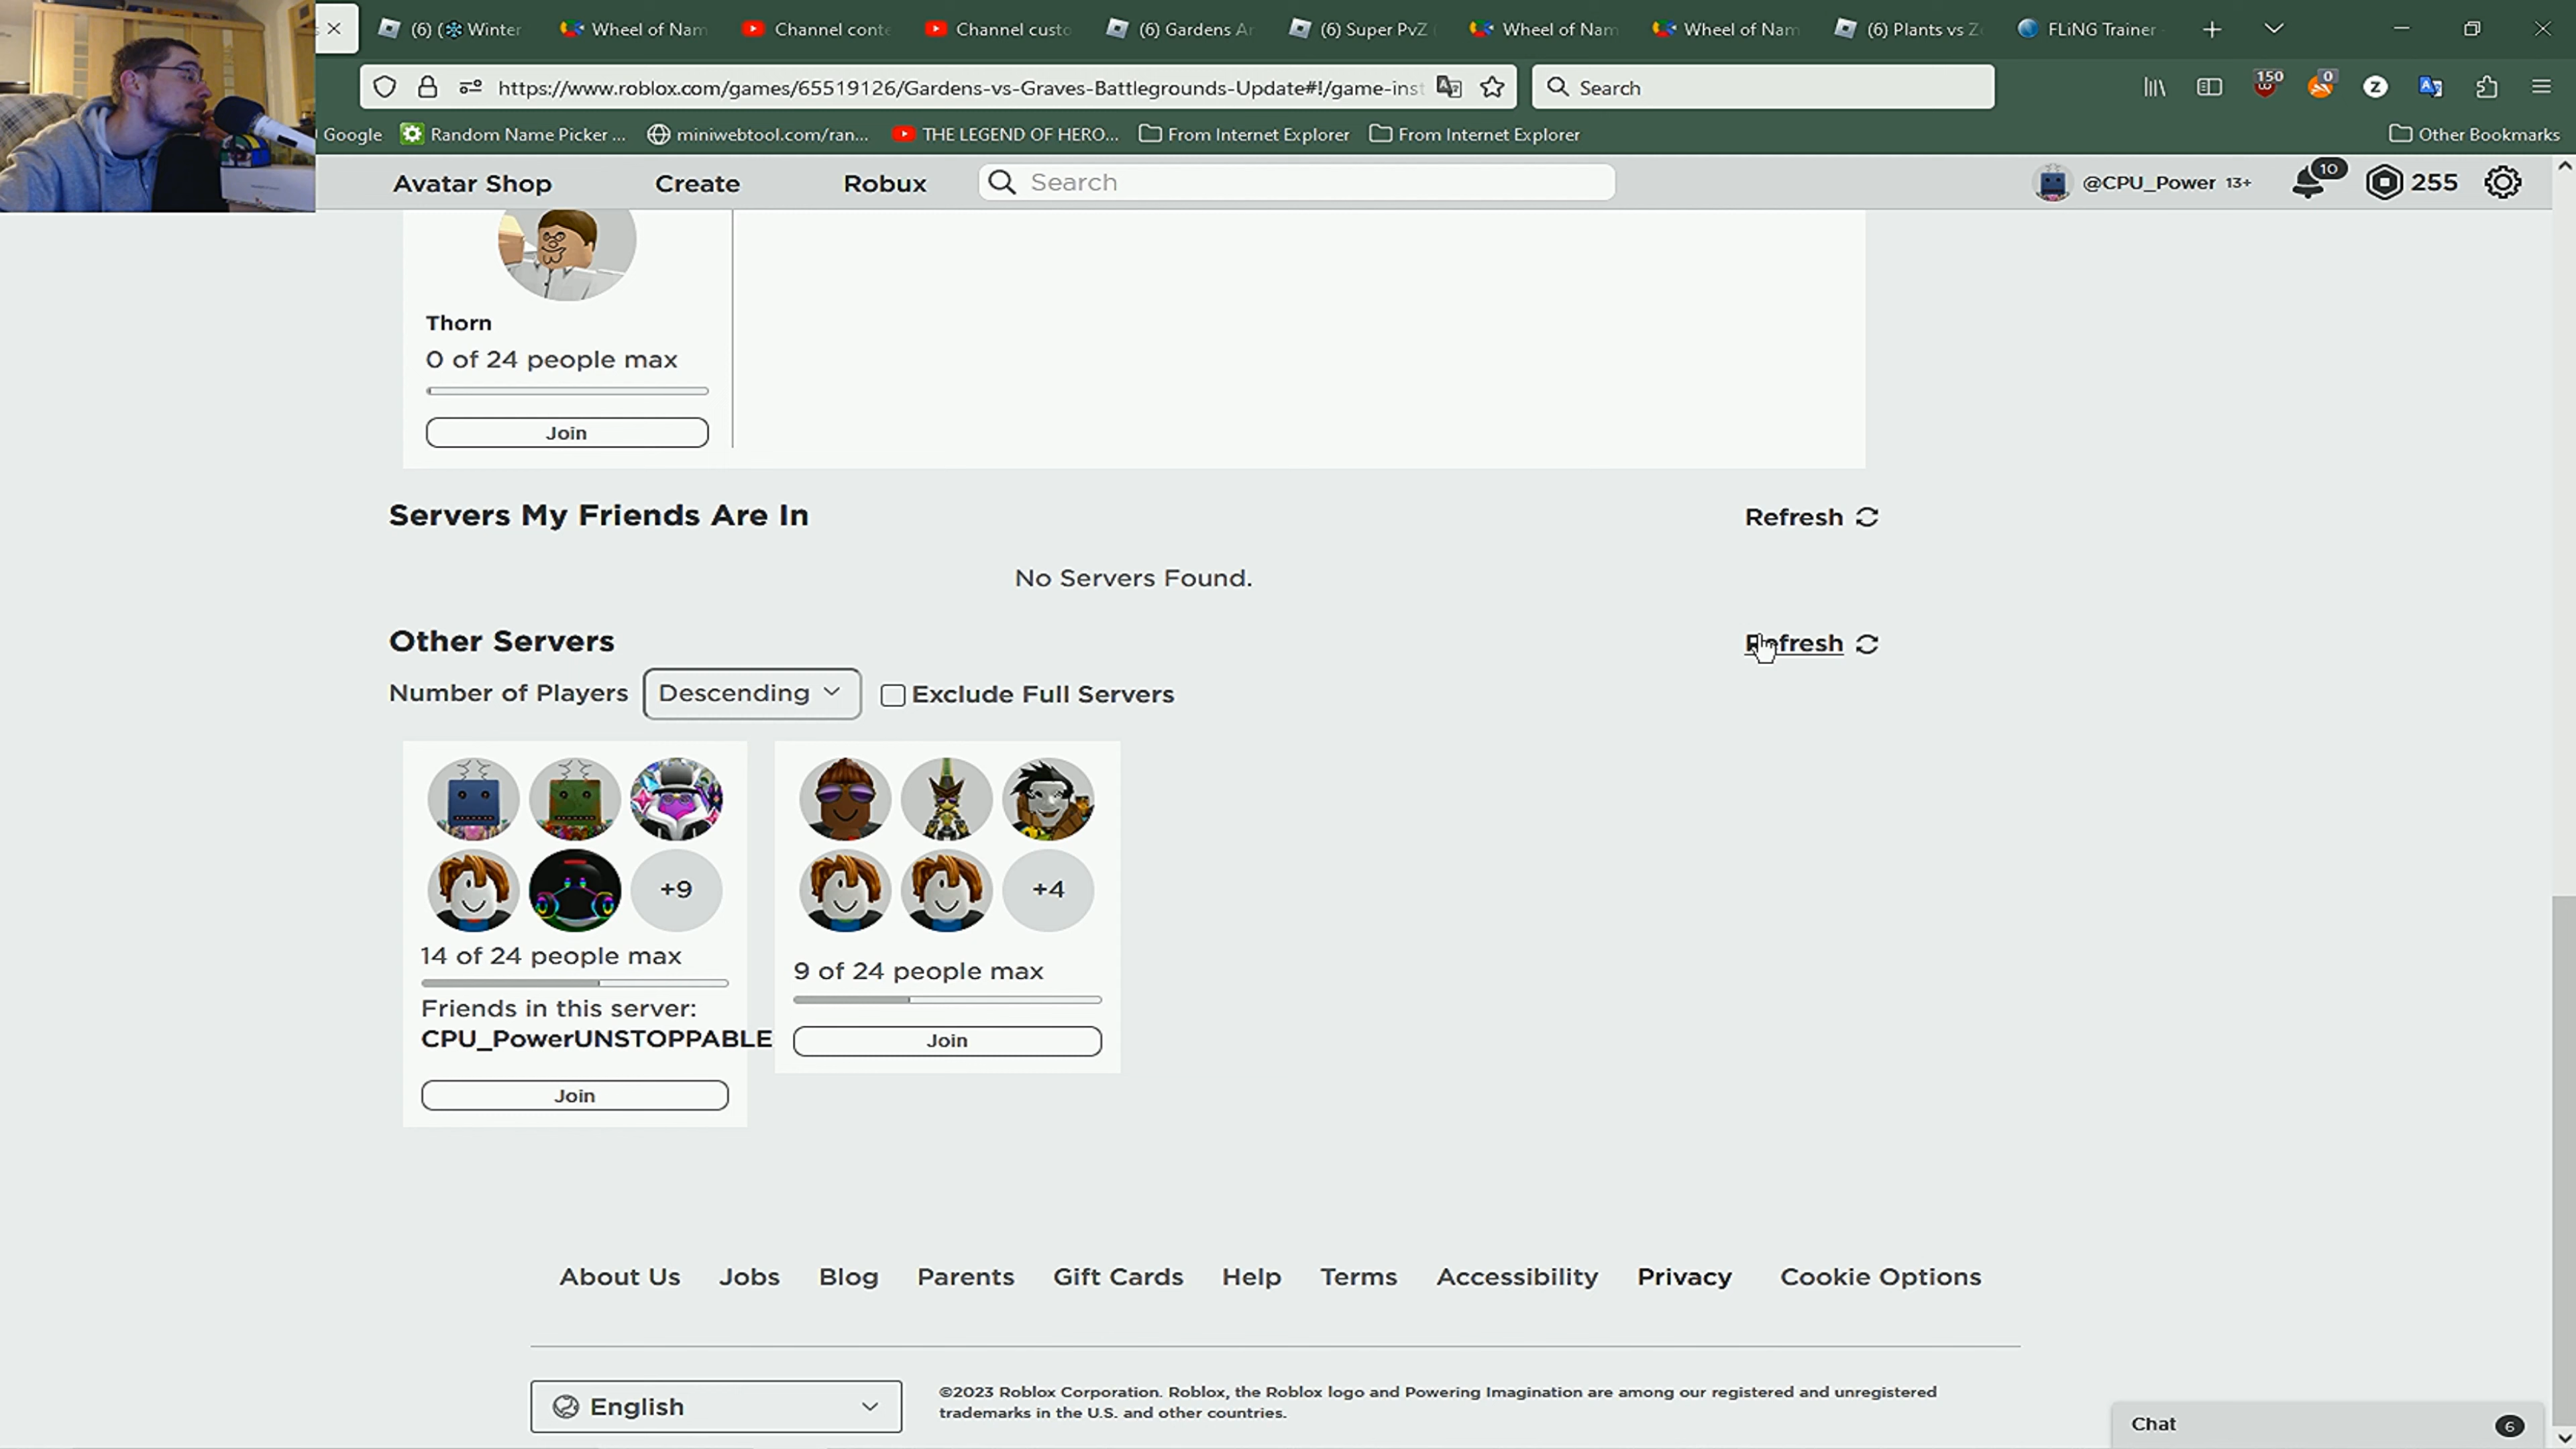 (6) (❄ Winter
Wheel of Nam
Channel conte
Channel custo
(6) Gardens Ar
(6) Super PvZ (
Wheel of Nam
Wheel of Nam
(6) Plants vs Zo
FLiNG Trainer
https://www.roblox.com/games/65519126/Gardens-vs-Graves-Battlegrounds-Update#!/game-inst
Search
150
0
Google
Random Name Picker ...
miniwebtool.com/ran...
THE LEGEND OF HERO...
From Internet Explorer
From Internet Explorer
Other Bookmarks
Avatar Shop
Create
Robux
Search
@CPU_Power 13+
10
255
Thorn
0 of 24 people max
Join
Servers My Friends Are In
Refresh
No Servers Found.
Other Servers
Refresh
Number of Players
Descending
Exclude Full Servers
+9
+4
14 of 24 people max
9 of 24 people max
Friends in this server:
CPU_PowerUNSTOPPABLE
Join
Join
About Us
Jobs
Blog
Parents
Gift Cards
Help
Terms
Accessibility
Privacy
Cookie Options
English
©2023 Roblox Corporation. Roblox, the Roblox logo and Powering Imagination are among our registered and unregistered
trademarks in the U.S. and other countries.
Chat
6